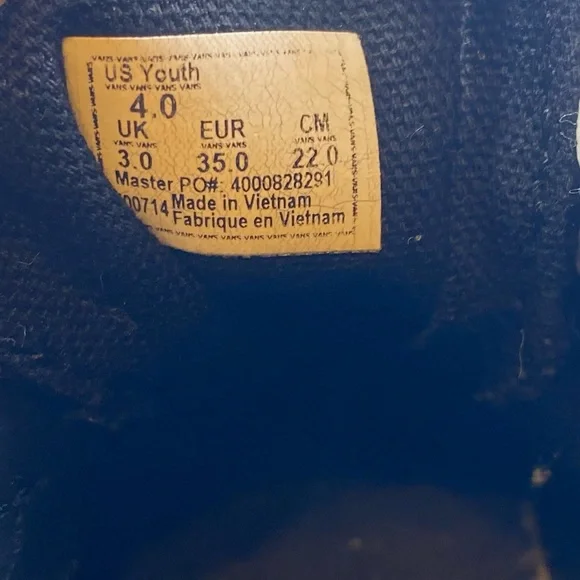 US Youth
4.0
UK EUR CM
3.0 35.0 22.0
Master PO#: 4000828291
00714 Made in Vietnam
Fabrique en Vietnam